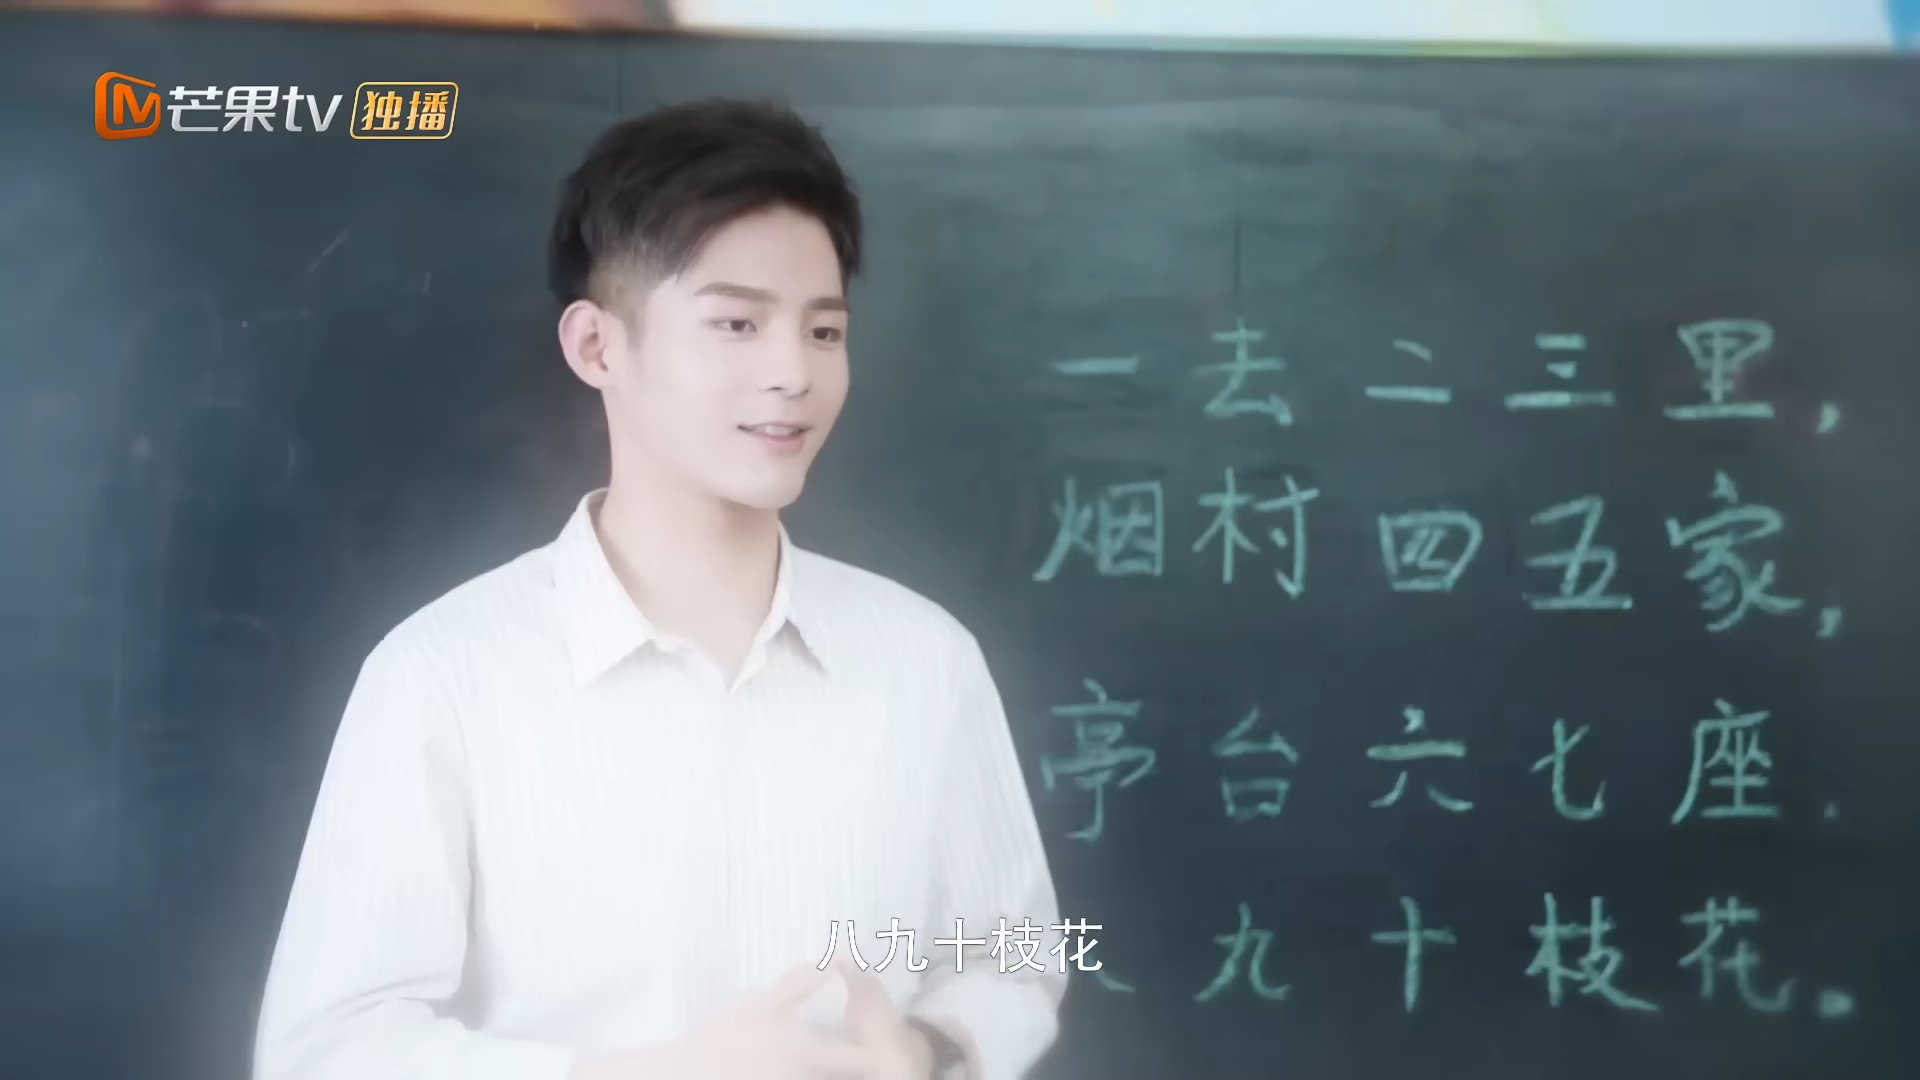 芒果tv 独播
一去二三里，
烟村四五家，
亭台六七座.
九十枝花。
八九十枝花